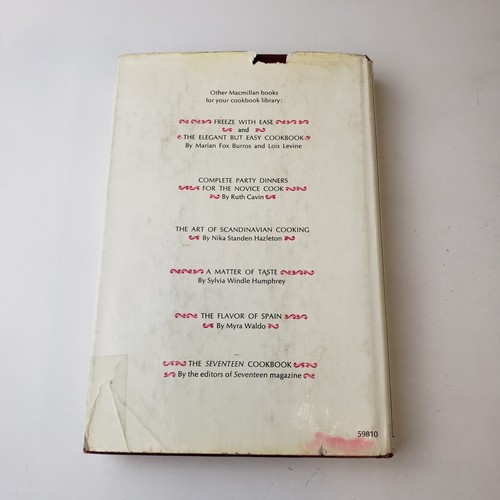 Other Macmillan books
for your cookbook library:
FREEZE WITH EASE
and
THE ELEGANT BUT EASY COOKBOOK
By Marian Fox Burros and Lois Levine
COMPLETE PARTY DINNERS
FOR THE NOVICE COOK
By Ruth Cavin
THE ART OF SCANDINAVIAN COOKING
By Nika Standen Hazleton
A MATTER OF TASTE
By Sylvia Windle Humphrey
THE FLAVOR OF SPAIN
By Myra Waldo
THE SEVENTEEN COOKBOOK
By the editors of Seventeen magazine
59810